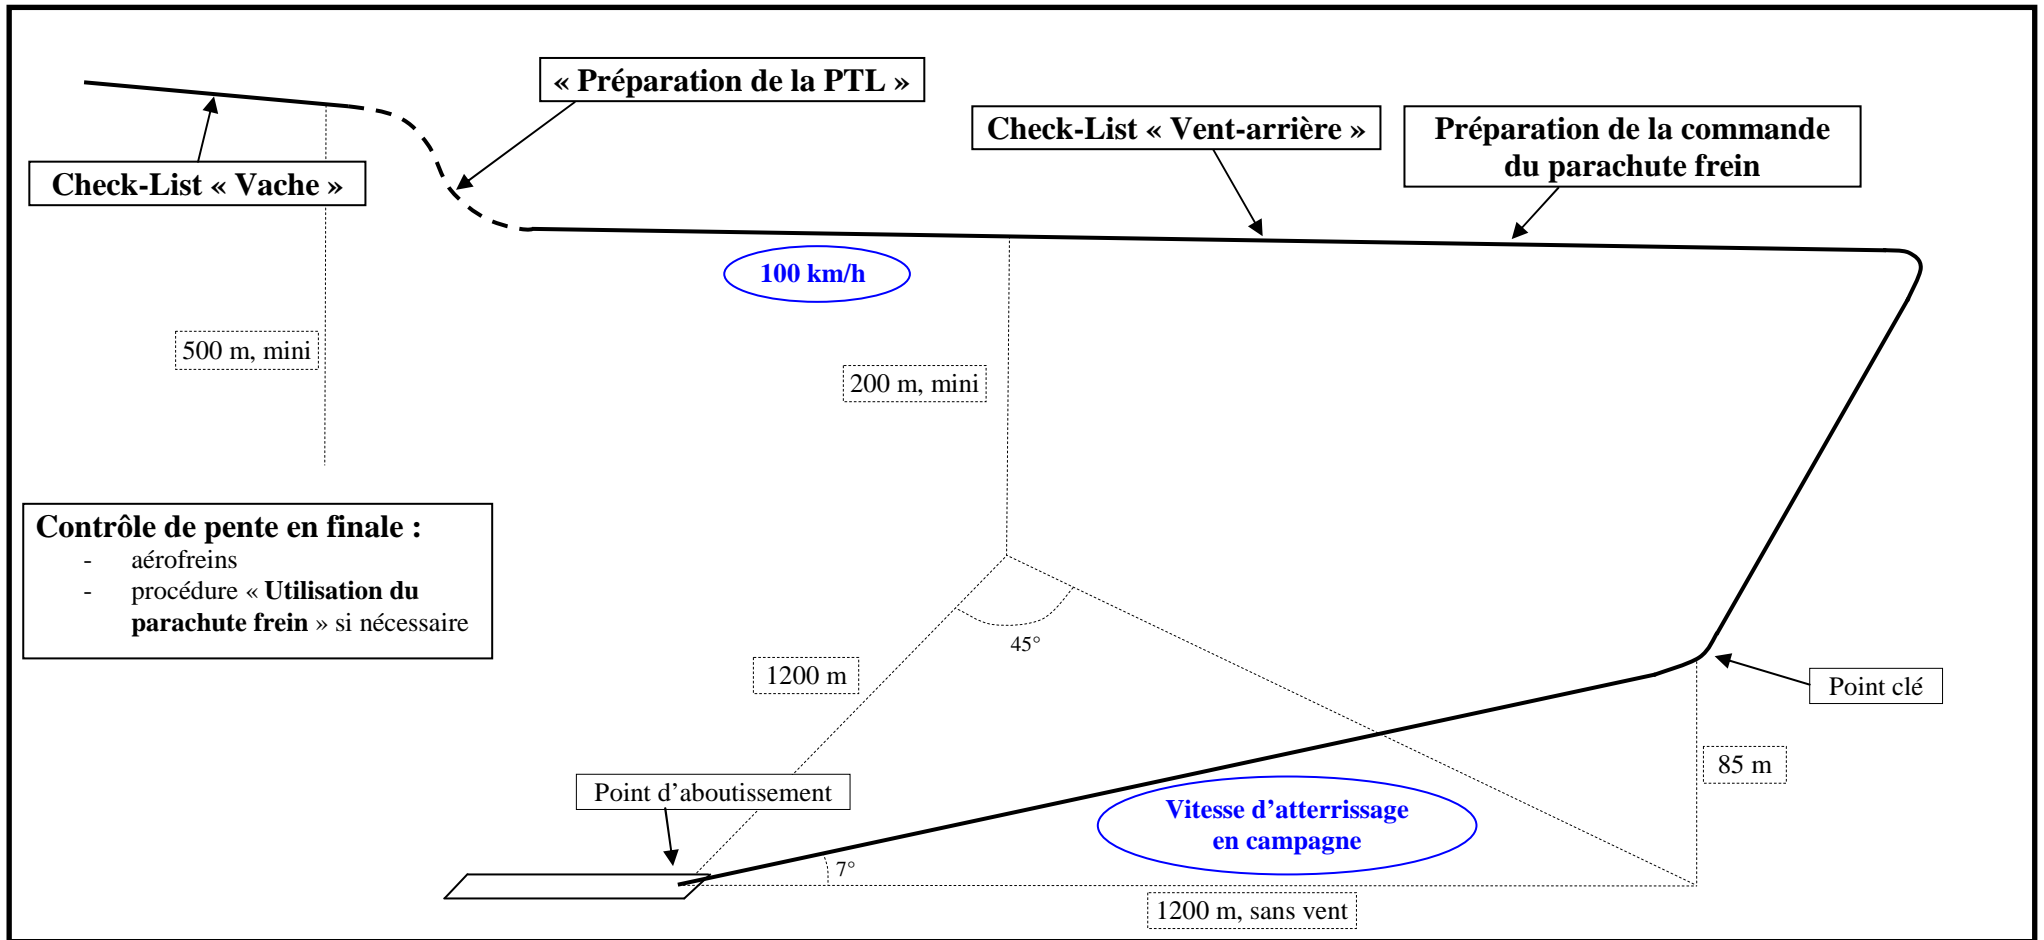 « Préparation de la PTL »
Check-List « Vache »
Check-List « Vent-arrière »
Préparation de la commande
du parachute frein
100 km/h
500 m, mini
200 m, mini
Contrôle de pente en finale :
- aérofreins
- procédure « Utilisation du
parachute frein » si nécessaire
45°
1200 m
Point clé
Point d’aboutissement
85 m
Vitesse d’atterrissage
en campagne
7°
1200 m, sans vent